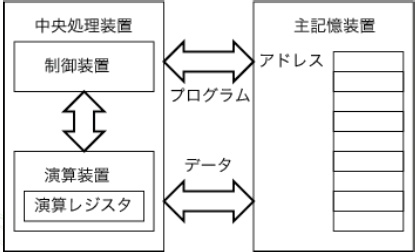 中央処理装置
制御装置
演算装置
演算レジスタ
プログラム
データ
主記憶装置
アドレス